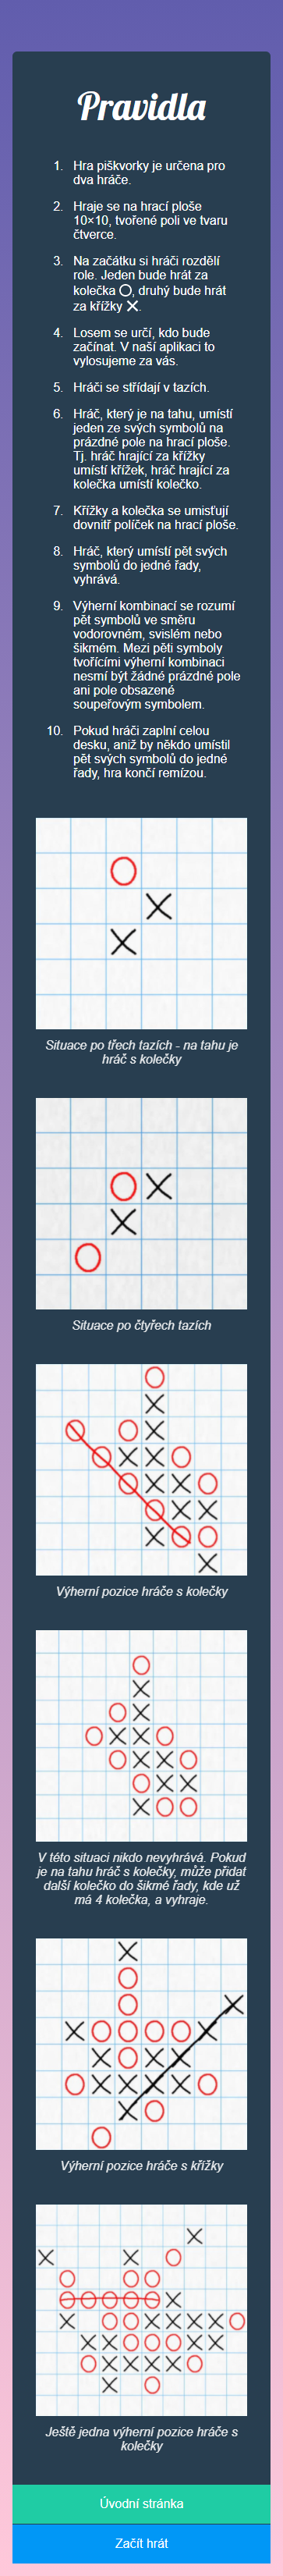 Pravidla
1. Hra piškvorky je určena pro
dva hráče.
2. Hraje se na hrací ploše
10×10, tvořené poli ve tvaru
čtverce.
3. Na začátku si hráči rozdělí
role. Jeden bude hrát za
kolečka ◯, druhý bude hrát
za křížky ✕.
4. Losem se určí, kdo bude
začínat. V naší aplikaci to
vylosujeme za vás.
5. Hráči se střídají v tazích.
6. Hráč, který je na tahu, umístí
jeden ze svých symbolů na
prázdné pole na hrací ploše.
Tj. hráč hrající za křížky
umístí křížek, hráč hrající za
kolečka umístí kolečko.
7. Křížky a kolečka se umisťují
dovnitř políček na hrací ploše.
8. Hráč, který umístí pět svých
symbolů do jedné řady,
vyhrává.
9. Výherní kombinací se rozumí
pět symbolů ve směru
vodorovném, svislém nebo
šikmém. Mezi pěti symboly
tvořícími výherní kombinaci
nesmí být žádné prázdné pole
ani pole obsazené
soupeřovým symbolem.
10. Pokud hráči zaplní celou
desku, aniž by někdo umístil
pět svých symbolů do jedné
řady, hra končí remízou.
Situace po třech tazích - na tahu je
hráč s kolečky
Situace po čtyřech tazích
Výherní pozice hráče s kolečky
V této situaci nikdo nevyhrává. Pokud
je na tahu hráč s kolečky, může přidat
další kolečko do šikmé řady, kde už
má 4 kolečka, a vyhraje.
Výherní pozice hráče s křížky
Ještě jedna výherní pozice hráče s
kolečky
Úvodní stránka
Začít hrát